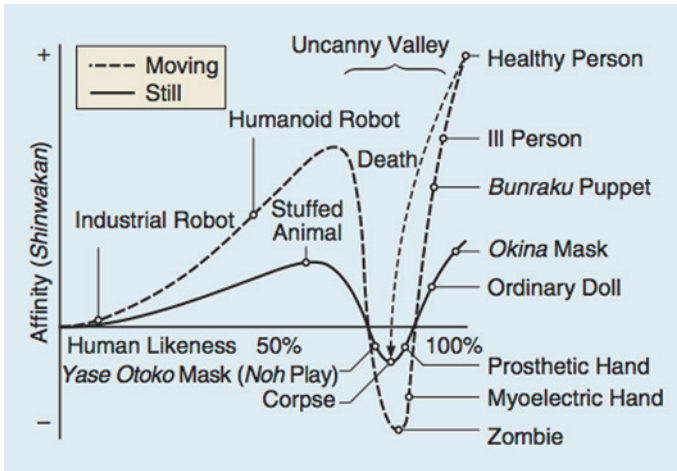 Uncanny Valley
+
Moving
Still
Healthy Person
Humanoid Robot
Ill Person
Death
Bunraku Puppet
Industrial Robot
Stuffed
Animal
Okina Mask
Ordinary Doll
Affinity (Shinwakan)
Human Likeness 50% 100%
Yase Otoko Mask (Noh Play)
Prosthetic Hand
Corpse
Myoelectric Hand
−
Zombie